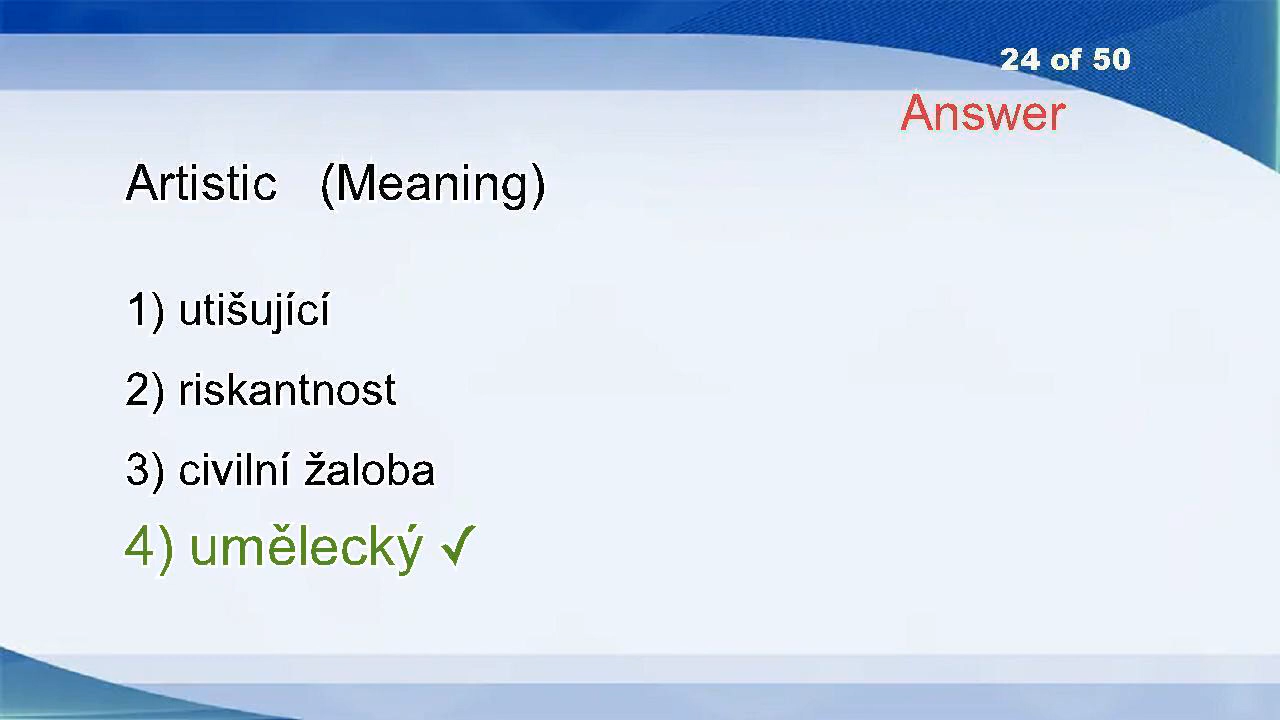 24 of 50
Answer
Artistic (Meaning)
1) utišující
2) riskantnost
3) civilní žaloba
4) umělecký ✓